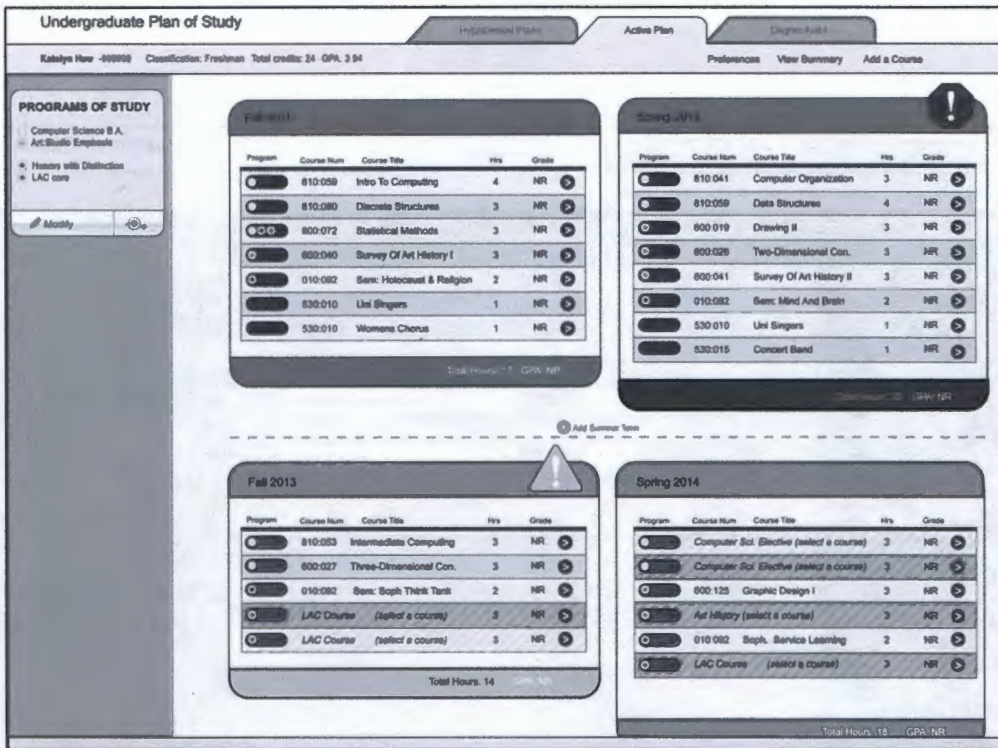 Undergraduate Plan of Study
Active Plan
Katelyn Classification: Freshman Total credits: 24 GPA. 3 94
Preferences View Summary Add a Course
PROGRAMS OF STUDY
Computer Science B.A.
Art:Studio Emphasis
Honors with Distinction
LAC core
Modify
Program Course Num Course Title Hrs Grade
810:059 Intro To Computing 4 NR
810:080 Discrete Structures 3 NR
800:072 Statistical Methods 3 NR
600:040 Survey Of Art History I 3 NR
010:092 Sem: Holocaust & Religion 2 NR
530:010 Uni Singers 1 NR
530:010 Womens Chorus 1 NR
Total Hours: GPA: NR
!
Spring
Program Course Num Course Title Hrs Grade
810:041 Computer Organization 3 NR
810:059 Data Structures 4 NR
600:019 Drawing II 3 NR
600:026 Two-Dimensional Con. 3 NR
600:041 Survey Of Art History II 3 NR
010:092 Sem: Mind And Brain 2 NR
530:010 Uni Singers 1 NR
530:015 Concert Band 1 NR
GPA: NR
Add Summer Term
Fall 2013
!
Program Course Num Course Title Hrs Grade
810:053 Intermediate Computing 3 NR
600:027 Three-Dimensional Con. 3 NR
010:092 Sem: Soph Think Tank 2 NR
LAC Course (select a course) 3 NR
LAC Course (select a course) 3 NR
Total Hours. 14
Spring 2014
Program Course Num Course Title Hrs Grade
Computer Sci. Elective (select a course) 3 NR
Computer Sci. Elective (select a course) 3 NR
600:125 Graphic Design I 3 NR
Art History (select a course) 3 NR
010:092 Soph. Service Learning 2 NR
LAC Course (select a course) 3 NR
Total Hours. GPA: NR